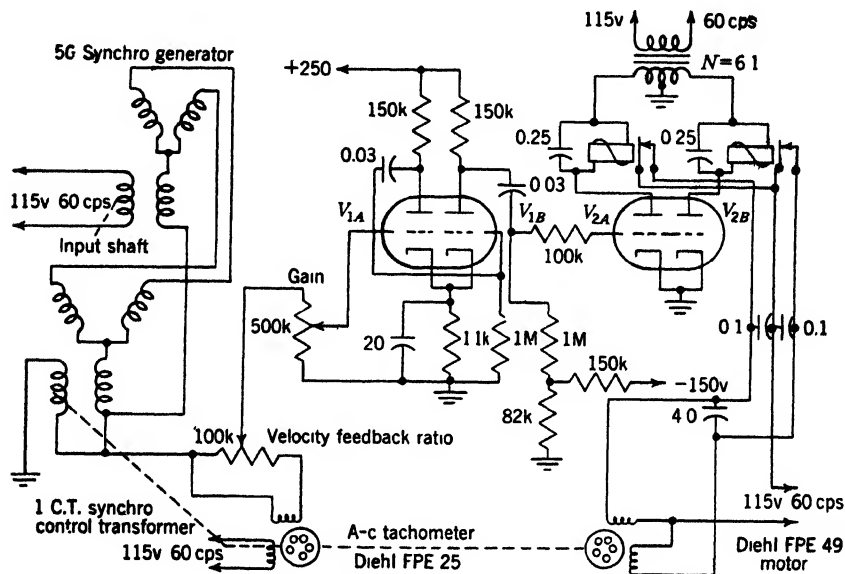 115v 60 cps
5G Synchro generator
N=6 1
+250
150k 150k
0.25
0 25
0.03
0 03
115v 60 cps
V1A
V1B
V2A
V2B
Input shaft
100k
Gain
500k
20
1 1k
1M
1M
0 1
0.1
150k
-150v
82k
4 0
100k
Velocity feedback ratio
1 C.T. synchro
control transformer
115v 60 cps
115v 60 cps
A-c tachometer
Diehl FPE 25
Diehl FPE 49
motor